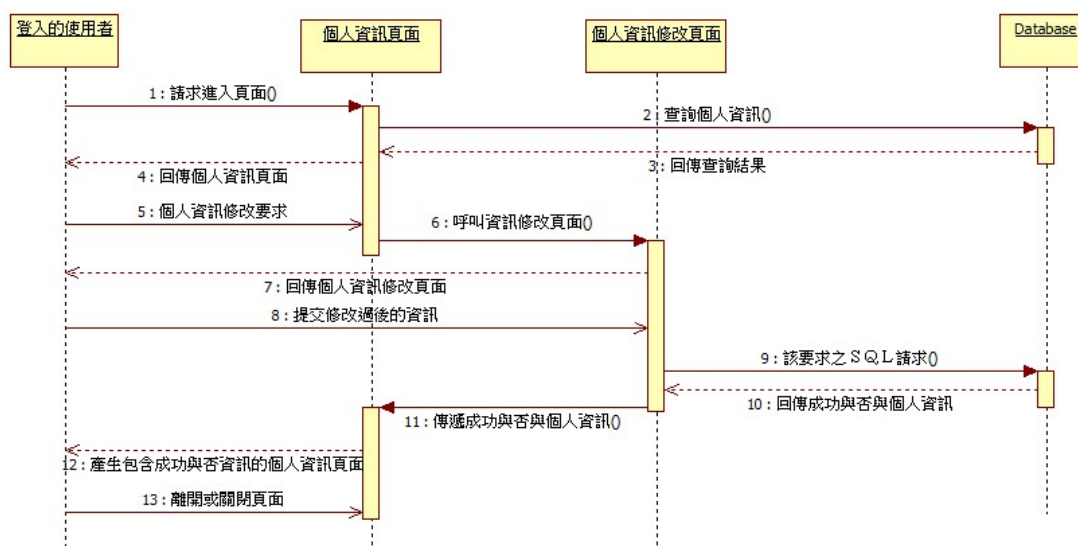 登入的使用者
個人資訊頁面
個人資訊修改頁面
Database
1 : 請求進入頁面()
2 : 查詢個人資訊()
3 : 回傳查詢結果
4 : 回傳個人資訊頁面
5 : 個人資訊修改要求
6 : 呼叫資訊修改頁面()
7 : 回傳個人資訊修改頁面
8 : 提交修改過後的資訊
9 : 該要求之ＳＱＬ請求()
10 : 回傳成功與否與個人資訊
11 : 傳遞成功與否與個人資訊()
12 : 產生包含成功與否資訊的個人資訊頁面
13 : 離開或關閉頁面